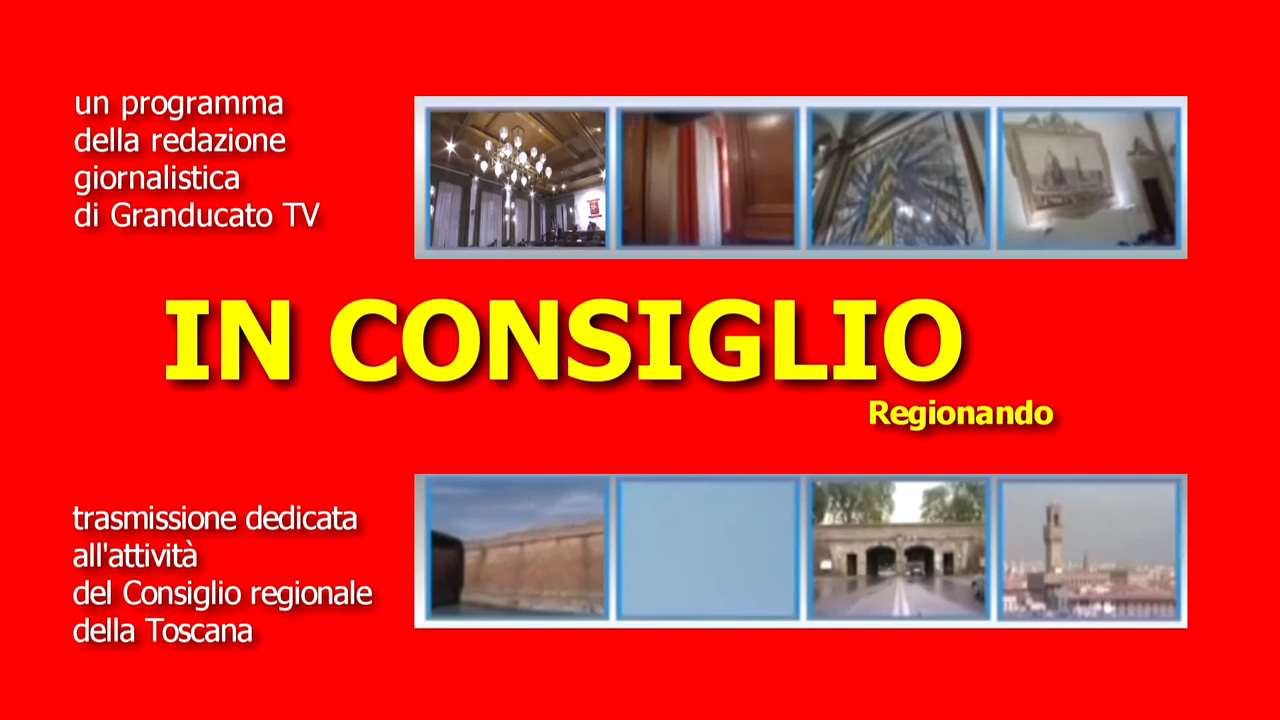 un programma
della redazione
giornalistica
di Granducato TV
IN CONSIGLIO
Regionando
trasmissione dedicata
all'attività
del Consiglio regionale
della Toscana